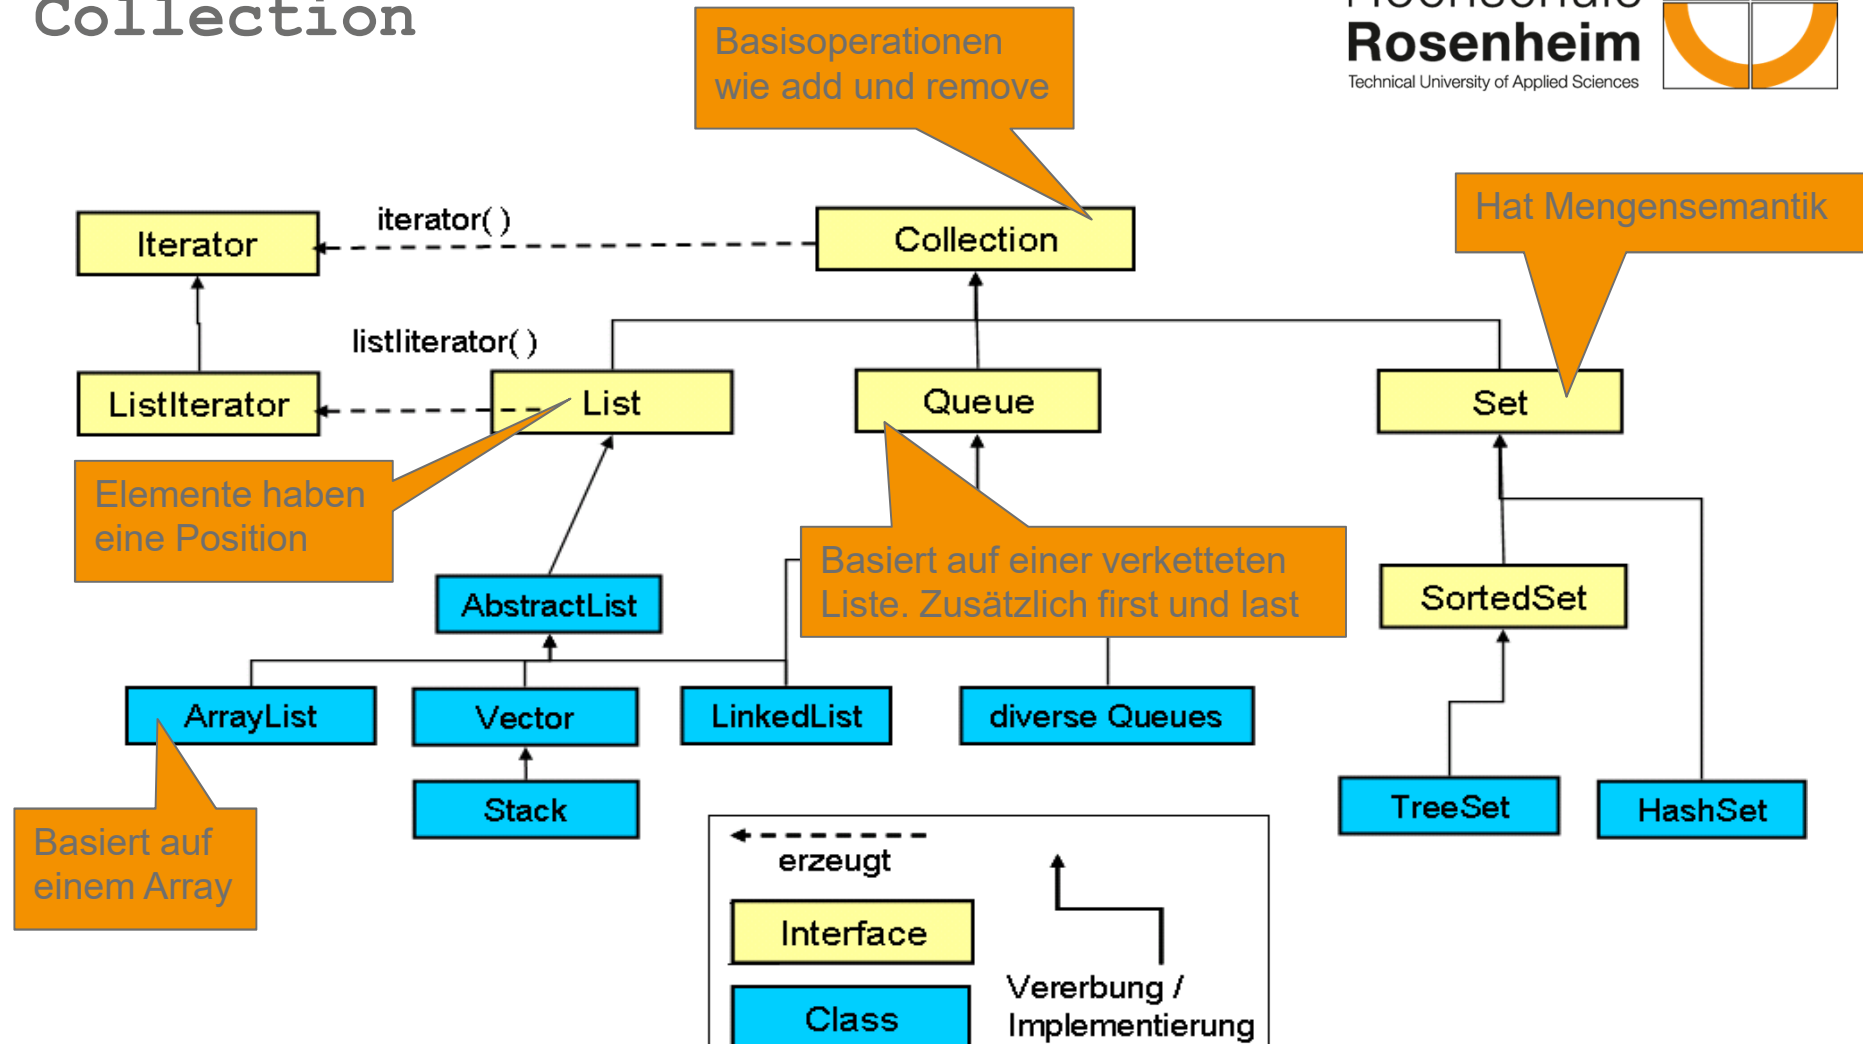 Collection
Hochschule
Rosenheim
Technical University of Applied Sciences
Basisoperationen
wie add und remove
Hat Mengensemantik
iterator( )
Iterator
Collection
listIiterator( )
ListIterator
List
Queue
Set
Elemente haben
eine Position
Basiert auf einer verketteten
Liste. Zusätzlich first und last
AbstractList
SortedSet
ArrayList
Vector
LinkedList
diverse Queues
Stack
TreeSet
HashSet
Basiert auf
einem Array
erzeugt
Interface
Class
Vererbung /
Implementierung